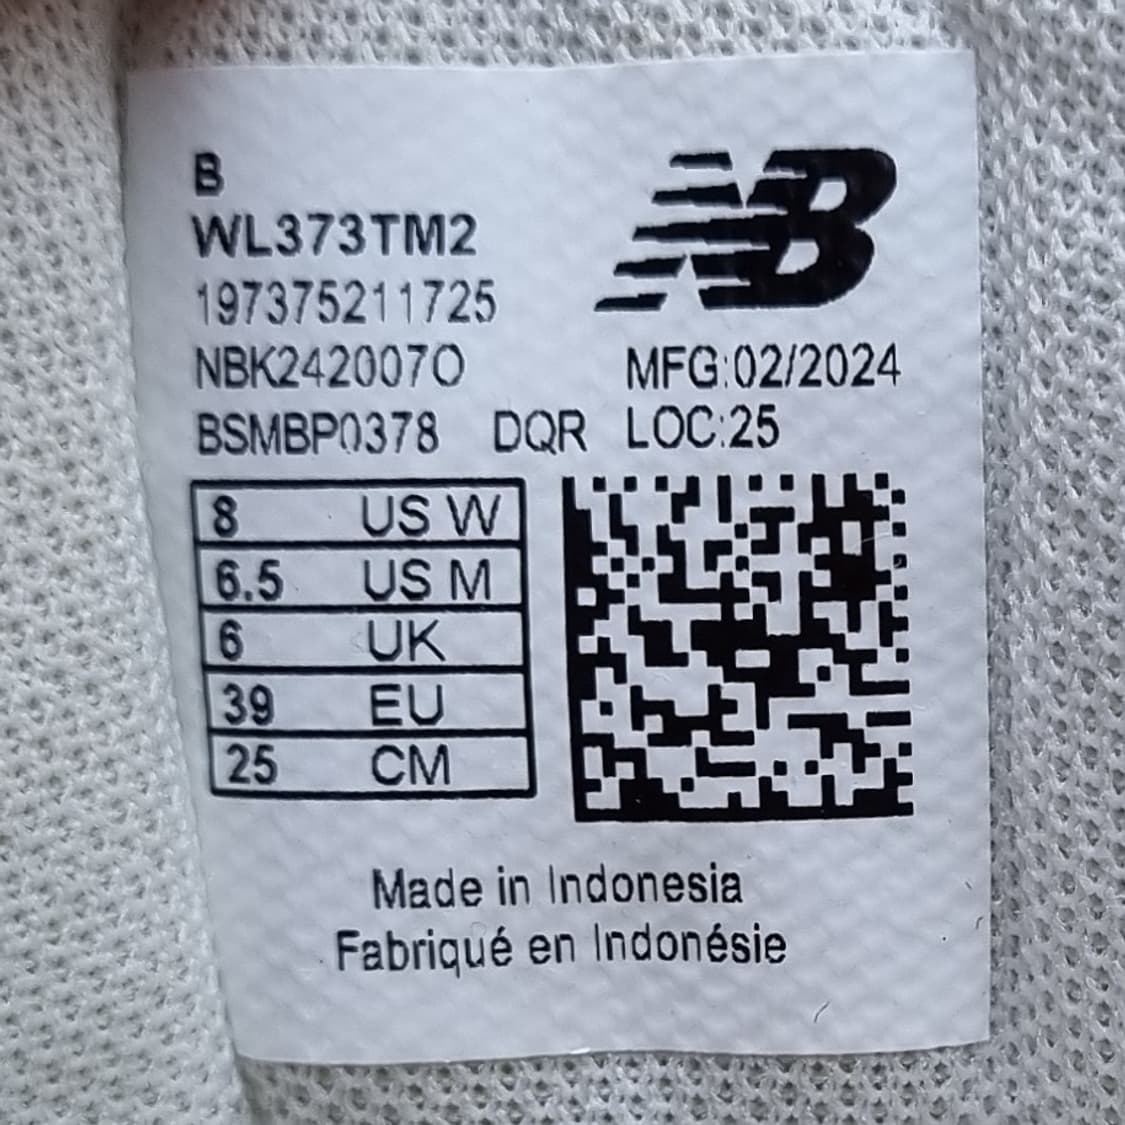 B
WL373TM2
197375211725
NBK242007O MFG:02/2024
BSMBP0378 DQR LOC:25
8 US W
6.5 US M
6 UK
39 EU
25 CM
Made in Indonesia
Fabriqué en Indonésie